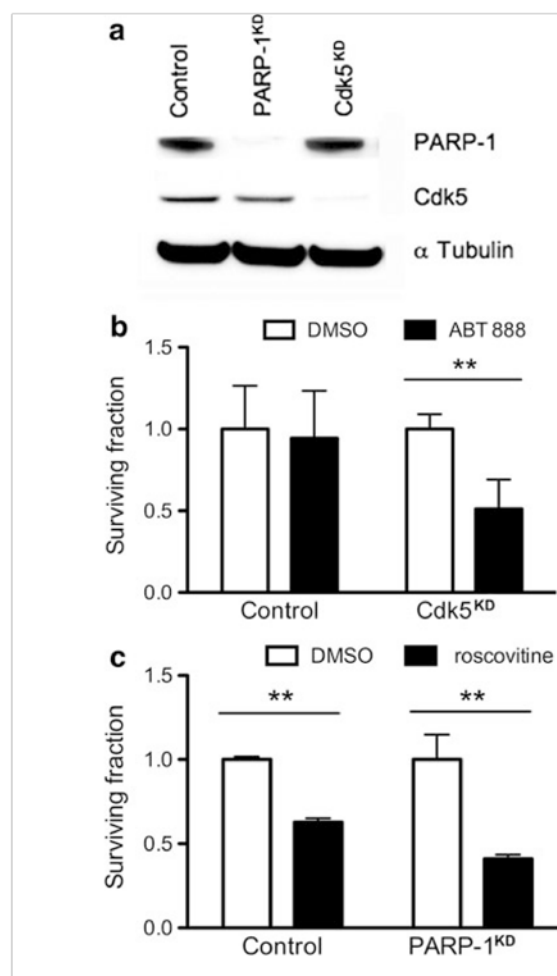 a
Control
PARP-1KD
Cdk5KD
PARP-1
Cdk5
α Tubulin
b
DMSO ABT 888
**
Surviving fraction
1.5
1.0
0.5
0.0
Control Cdk5KD
c
DMSO roscovitine
** **
Surviving fraction
1.5
1.0
0.5
0.0
Control PARP-1KD